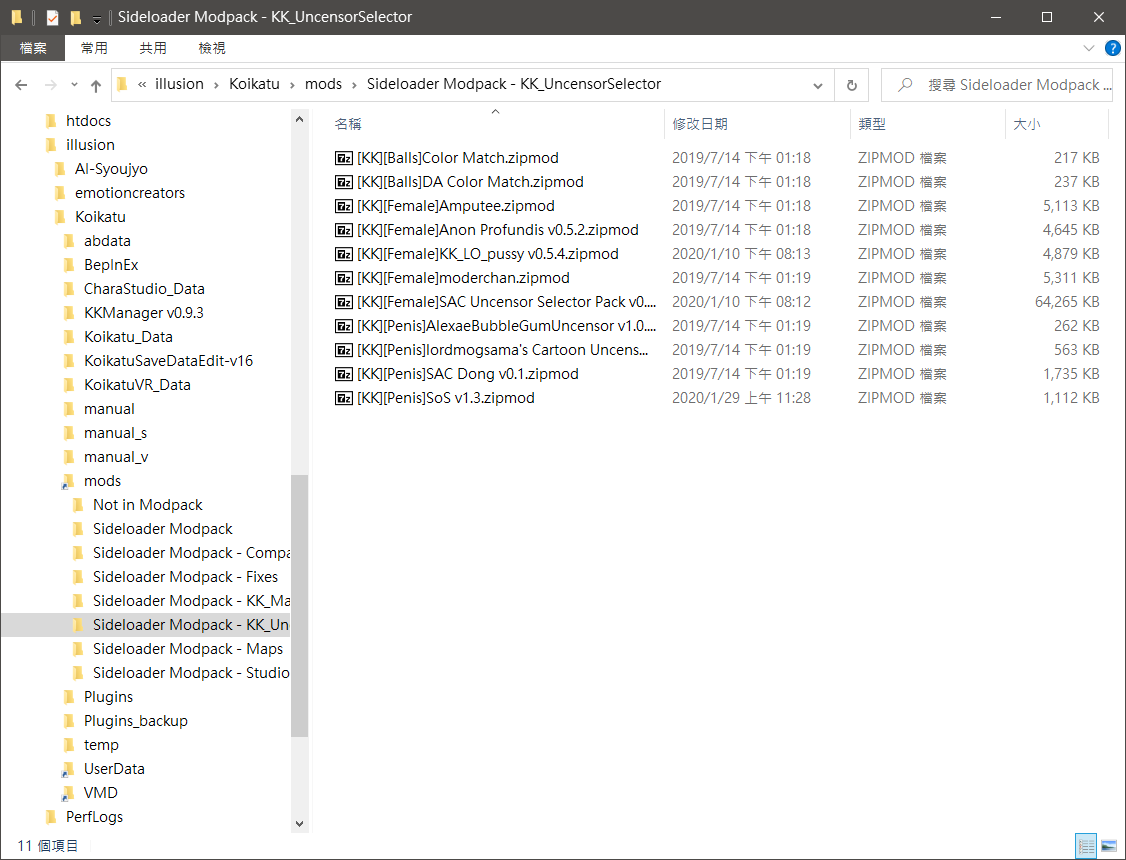 Sideloader Modpack - KK_UncensorSelector
檔案 常用 共用 檢視
« illusion › Koikatu › mods › Sideloader Modpack - KK_UncensorSelector
搜尋 Sideloader Modpack ...
htdocs
illusion
AI-Syoujyo
emotioncreators
Koikatu
abdata
BepInEx
CharaStudio_Data
KKManager v0.9.3
Koikatu_Data
KoikatuSaveDataEdit-v16
KoikatuVR_Data
manual
manual_s
manual_v
mods
Not in Modpack
Sideloader Modpack
Sideloader Modpack - Compa
Sideloader Modpack - Fixes
Sideloader Modpack - KK_Ma
Sideloader Modpack - KK_Un
Sideloader Modpack - Maps
Sideloader Modpack - Studio
Plugins
Plugins_backup
temp
UserData
VMD
PerfLogs
名稱 修改日期 類型 大小
[KK][Balls]Color Match.zipmod 2019/7/14 下午 01:18 ZIPMOD 檔案 217 KB
[KK][Balls]DA Color Match.zipmod 2019/7/14 下午 01:18 ZIPMOD 檔案 237 KB
[KK][Female]Amputee.zipmod 2019/7/14 下午 01:18 ZIPMOD 檔案 5,113 KB
[KK][Female]Anon Profundis v0.5.2.zipmod 2019/7/14 下午 01:18 ZIPMOD 檔案 4,645 KB
[KK][Female]KK_LO_pussy v0.5.4.zipmod 2020/1/10 下午 08:13 ZIPMOD 檔案 4,879 KB
[KK][Female]moderchan.zipmod 2019/7/14 下午 01:19 ZIPMOD 檔案 5,311 KB
[KK][Female]SAC Uncensor Selector Pack v0.... 2020/1/10 下午 08:12 ZIPMOD 檔案 64,265 KB
[KK][Penis]AlexaeBubbleGumUncensor v1.0.... 2019/7/14 下午 01:19 ZIPMOD 檔案 262 KB
[KK][Penis]lordmogsama's Cartoon Uncens... 2019/7/14 下午 01:19 ZIPMOD 檔案 563 KB
[KK][Penis]SAC Dong v0.1.zipmod 2019/7/14 下午 01:19 ZIPMOD 檔案 1,735 KB
[KK][Penis]SoS v1.3.zipmod 2020/1/29 上午 11:28 ZIPMOD 檔案 1,112 KB
11 個項目